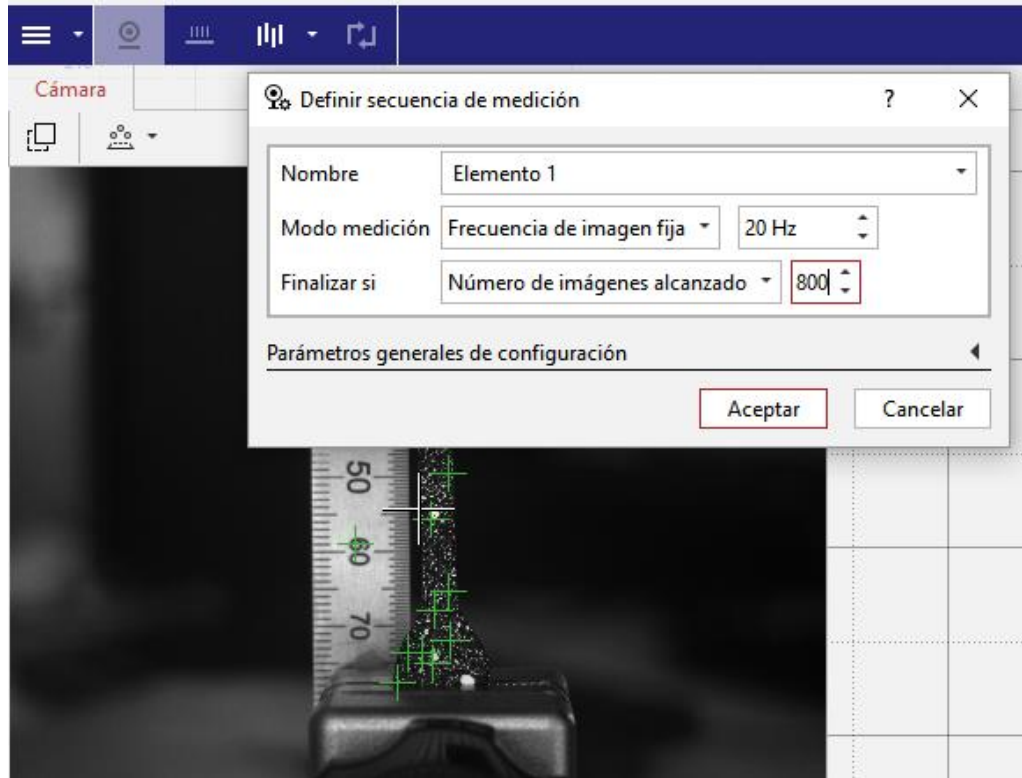 Cámara
Definir secuencia de medición ?
Nombre Elemento 1
Modo medición Frecuencia de imagen fija 20 Hz
Finalizar si Número de imágenes alcanzado 800
Parámetros generales de configuración
Aceptar Cancelar
50
60
70